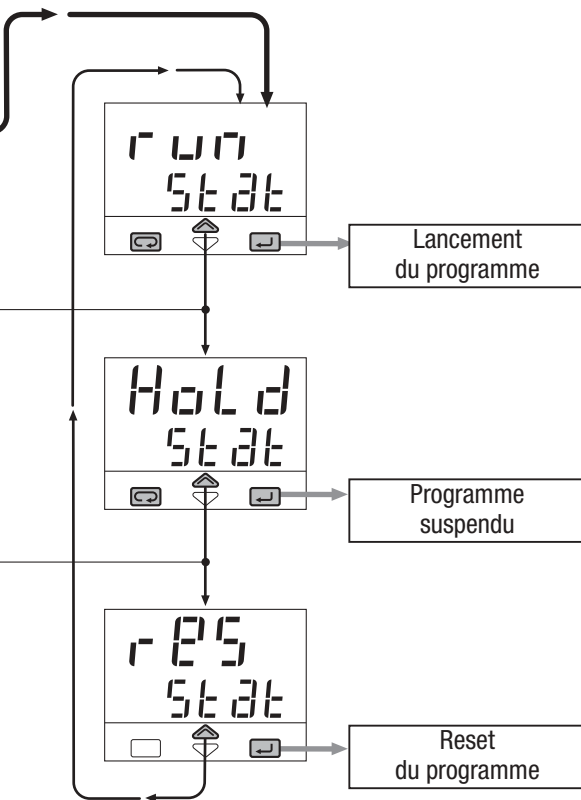 run
Stat
Lancement
du programme
HoLd
Stat
Programme
suspendu
rES
Stat
Reset
du programme